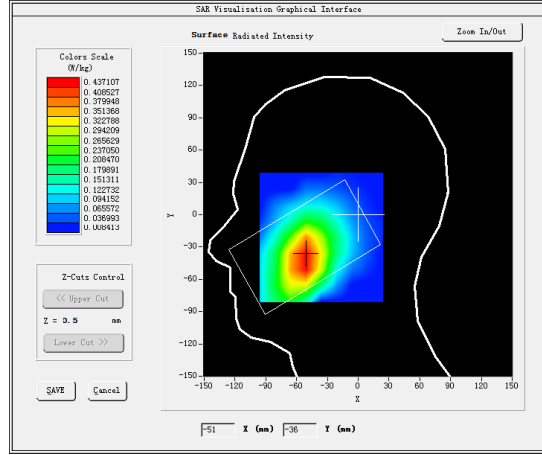 SAR Visualisation Graphical Interface
Surface Radiated Intensity
Zoom In/Out
Colors Scale
(W/kg)
0.437107
0.408527
0.379948
0.351368
0.322788
0.294209
0.265629
0.237050
0.208470
0.179891
0.151311
0.122732
0.094152
0.065572
0.036993
0.008413
Z-Cuts Control
<< Upper Cut
Z = 0.5 mm
Lower Cut >>
SAVE Cancel
150
120
90
60
30
0
-30
-60
-90
-120
-150
Y
-150 -120 -90 -60 -30 0 30 60 90 120 150
X
-51 X (mm) -36 Y (mm)